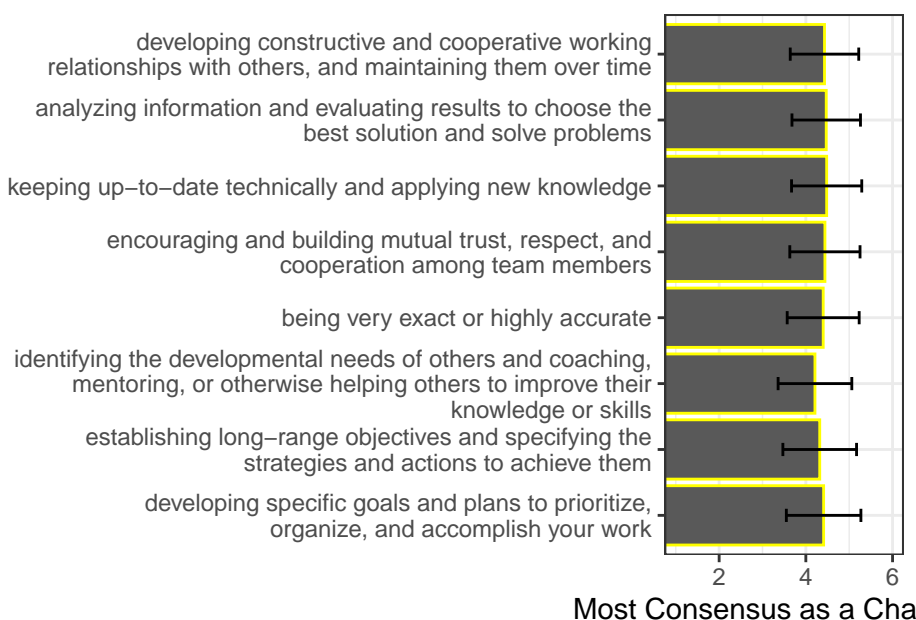 developing constructive and cooperative working
relationships with others, and maintaining them over time
analyzing information and evaluating results to choose the
best solution and solve problems
keeping up−to−date technically and applying new knowledge
encouraging and building mutual trust, respect, and
cooperation among team members
being very exact or highly accurate
identifying the developmental needs of others and coaching,
mentoring, or otherwise helping others to improve their
knowledge or skills
establishing long−range objectives and specifying the
strategies and actions to achieve them
developing specific goals and plans to prioritize,
organize, and accomplish your work
2 4 6
Most Consensus as a Cha